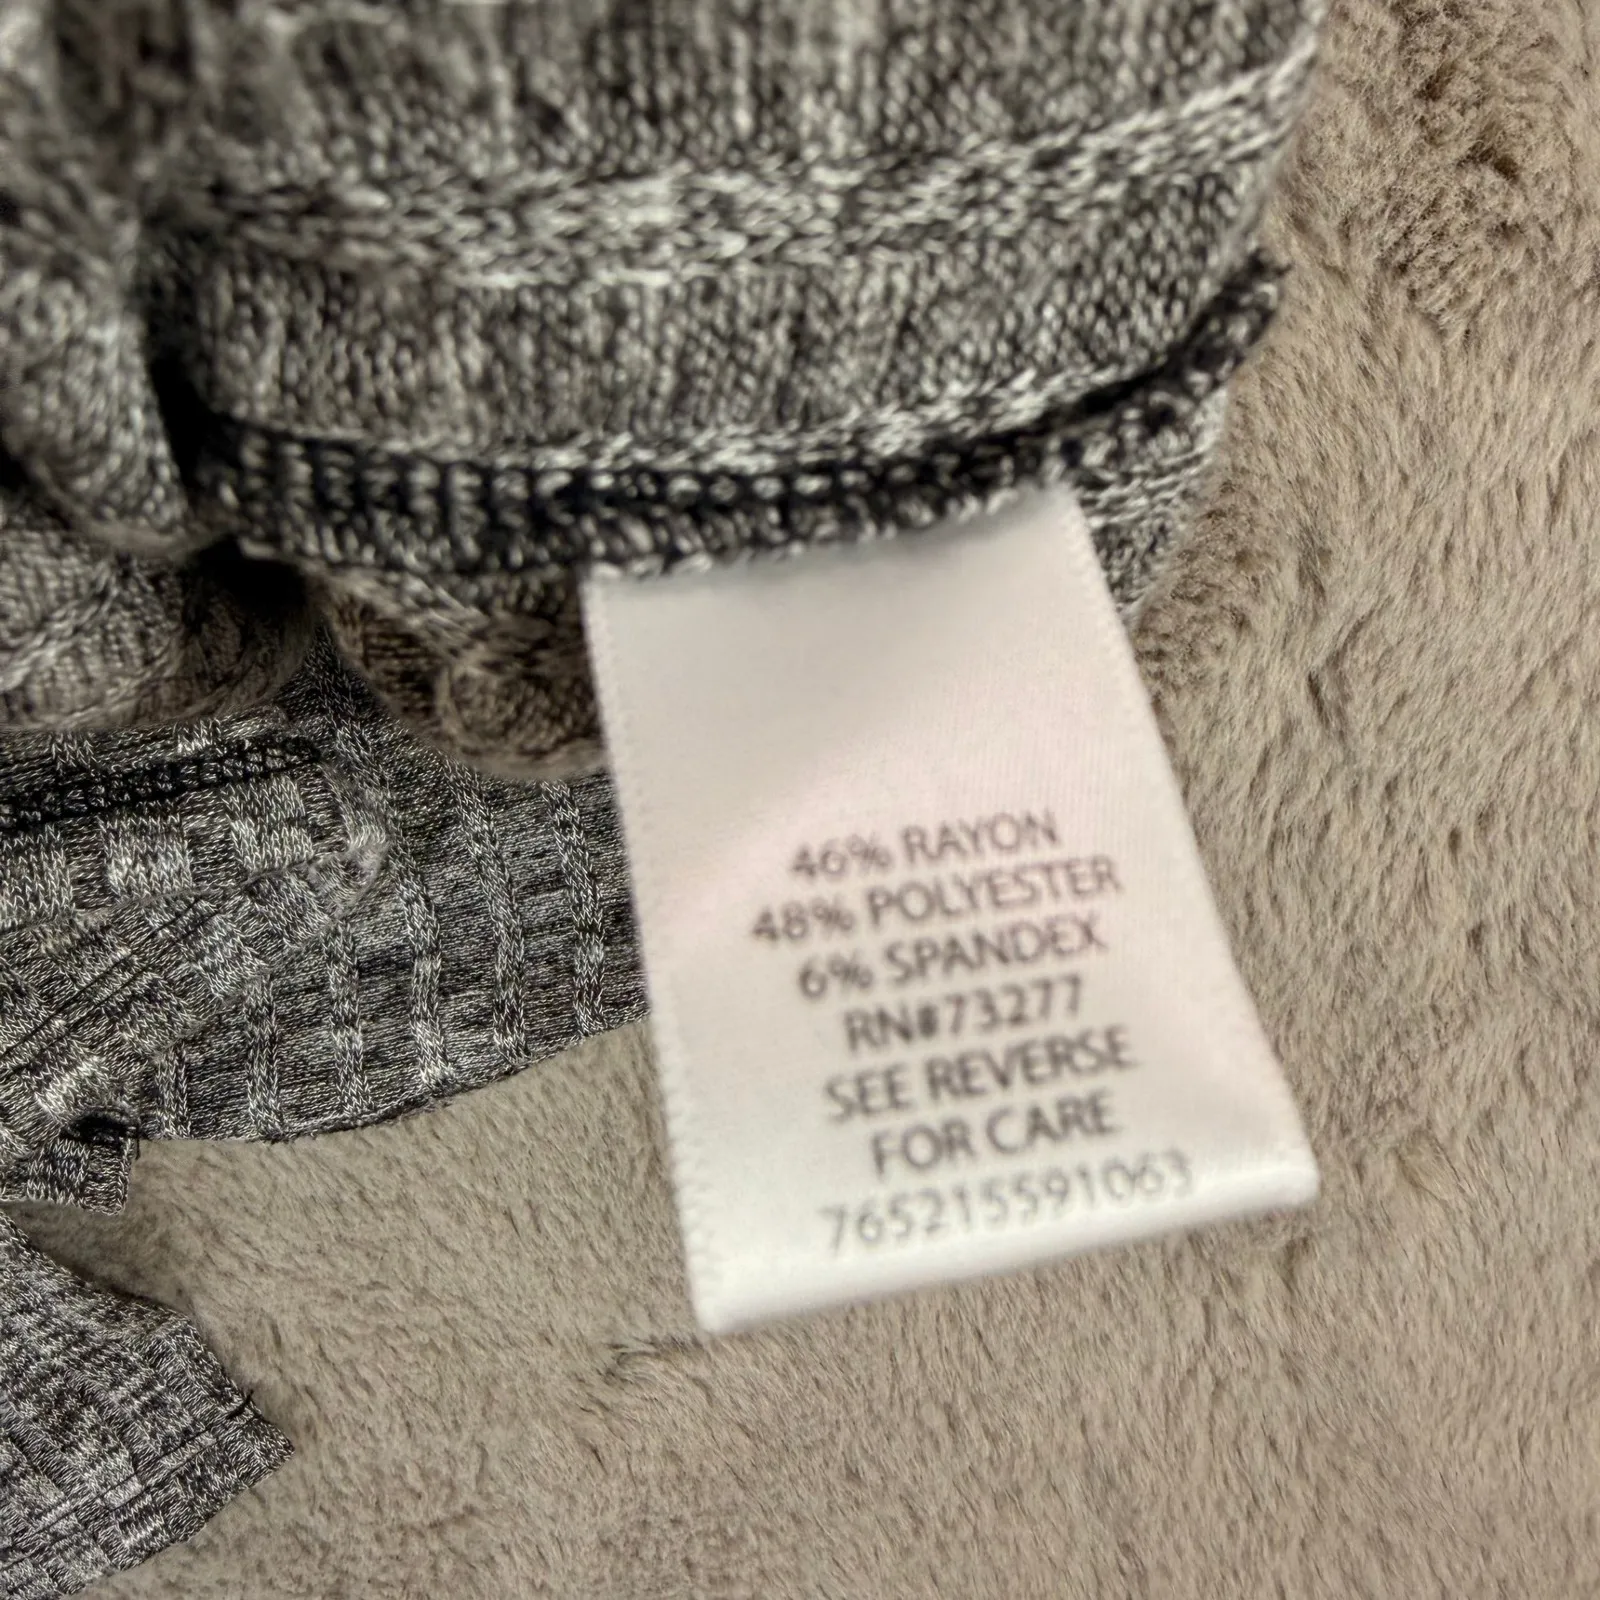 46% RAYON
48% POLYESTER
6% SPANDEX
RN#73277
SEE REVERSE
FOR CARE
765215591063